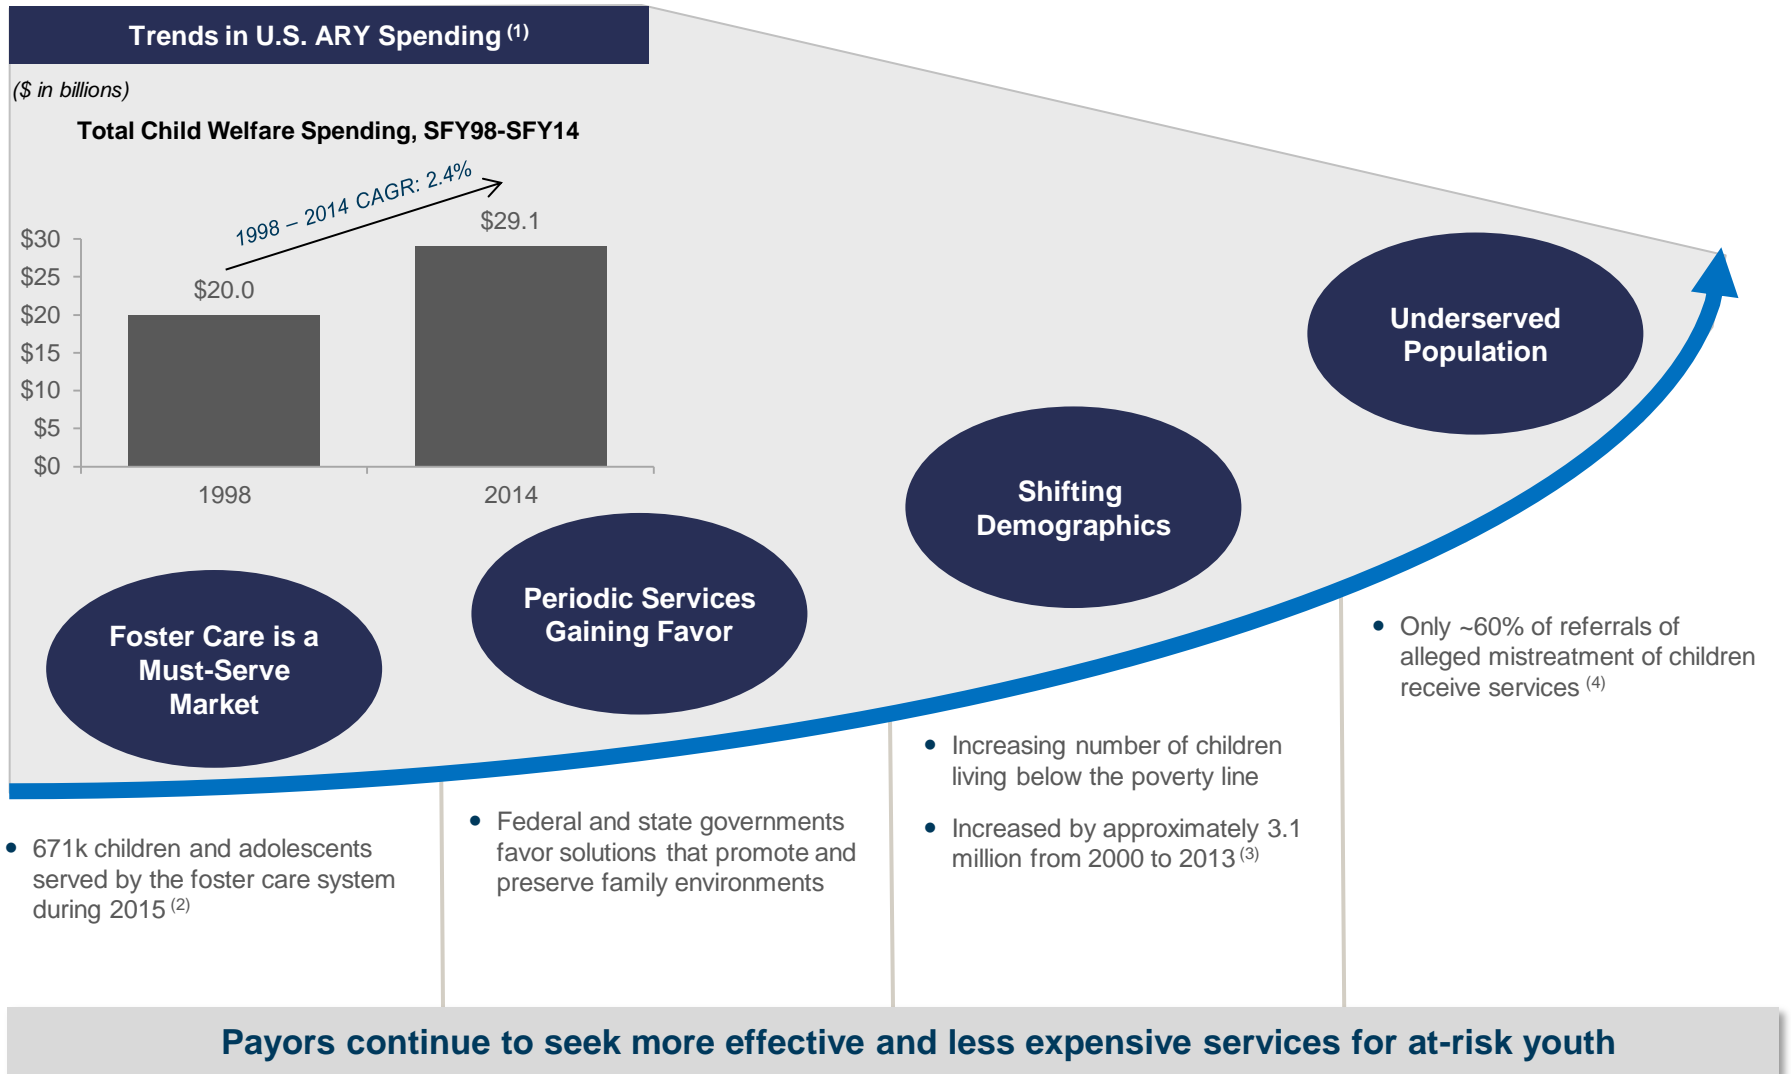 Trends in U.S. ARY Spending (1)
($ in billions)
Total Child Welfare Spending, SFY98-SFY14
1998 – 2014 CAGR: 2.4%
$30
$25
$20
$15
$10
$5
$0
$20.0
$29.1
1998
2014
Foster Care is a
Must-Serve
Market
Periodic Services
Gaining Favor
Shifting
Demographics
Underserved
Population
• 671k children and adolescents
served by the foster care system
during 2015 (2)
• Federal and state governments
favor solutions that promote and
preserve family environments
• Increasing number of children
living below the poverty line
• Increased by approximately 3.1
million from 2000 to 2013 (3)
• Only ~60% of referrals of
alleged mistreatment of children
receive services (4)
Payors continue to seek more effective and less expensive services for at-risk youth